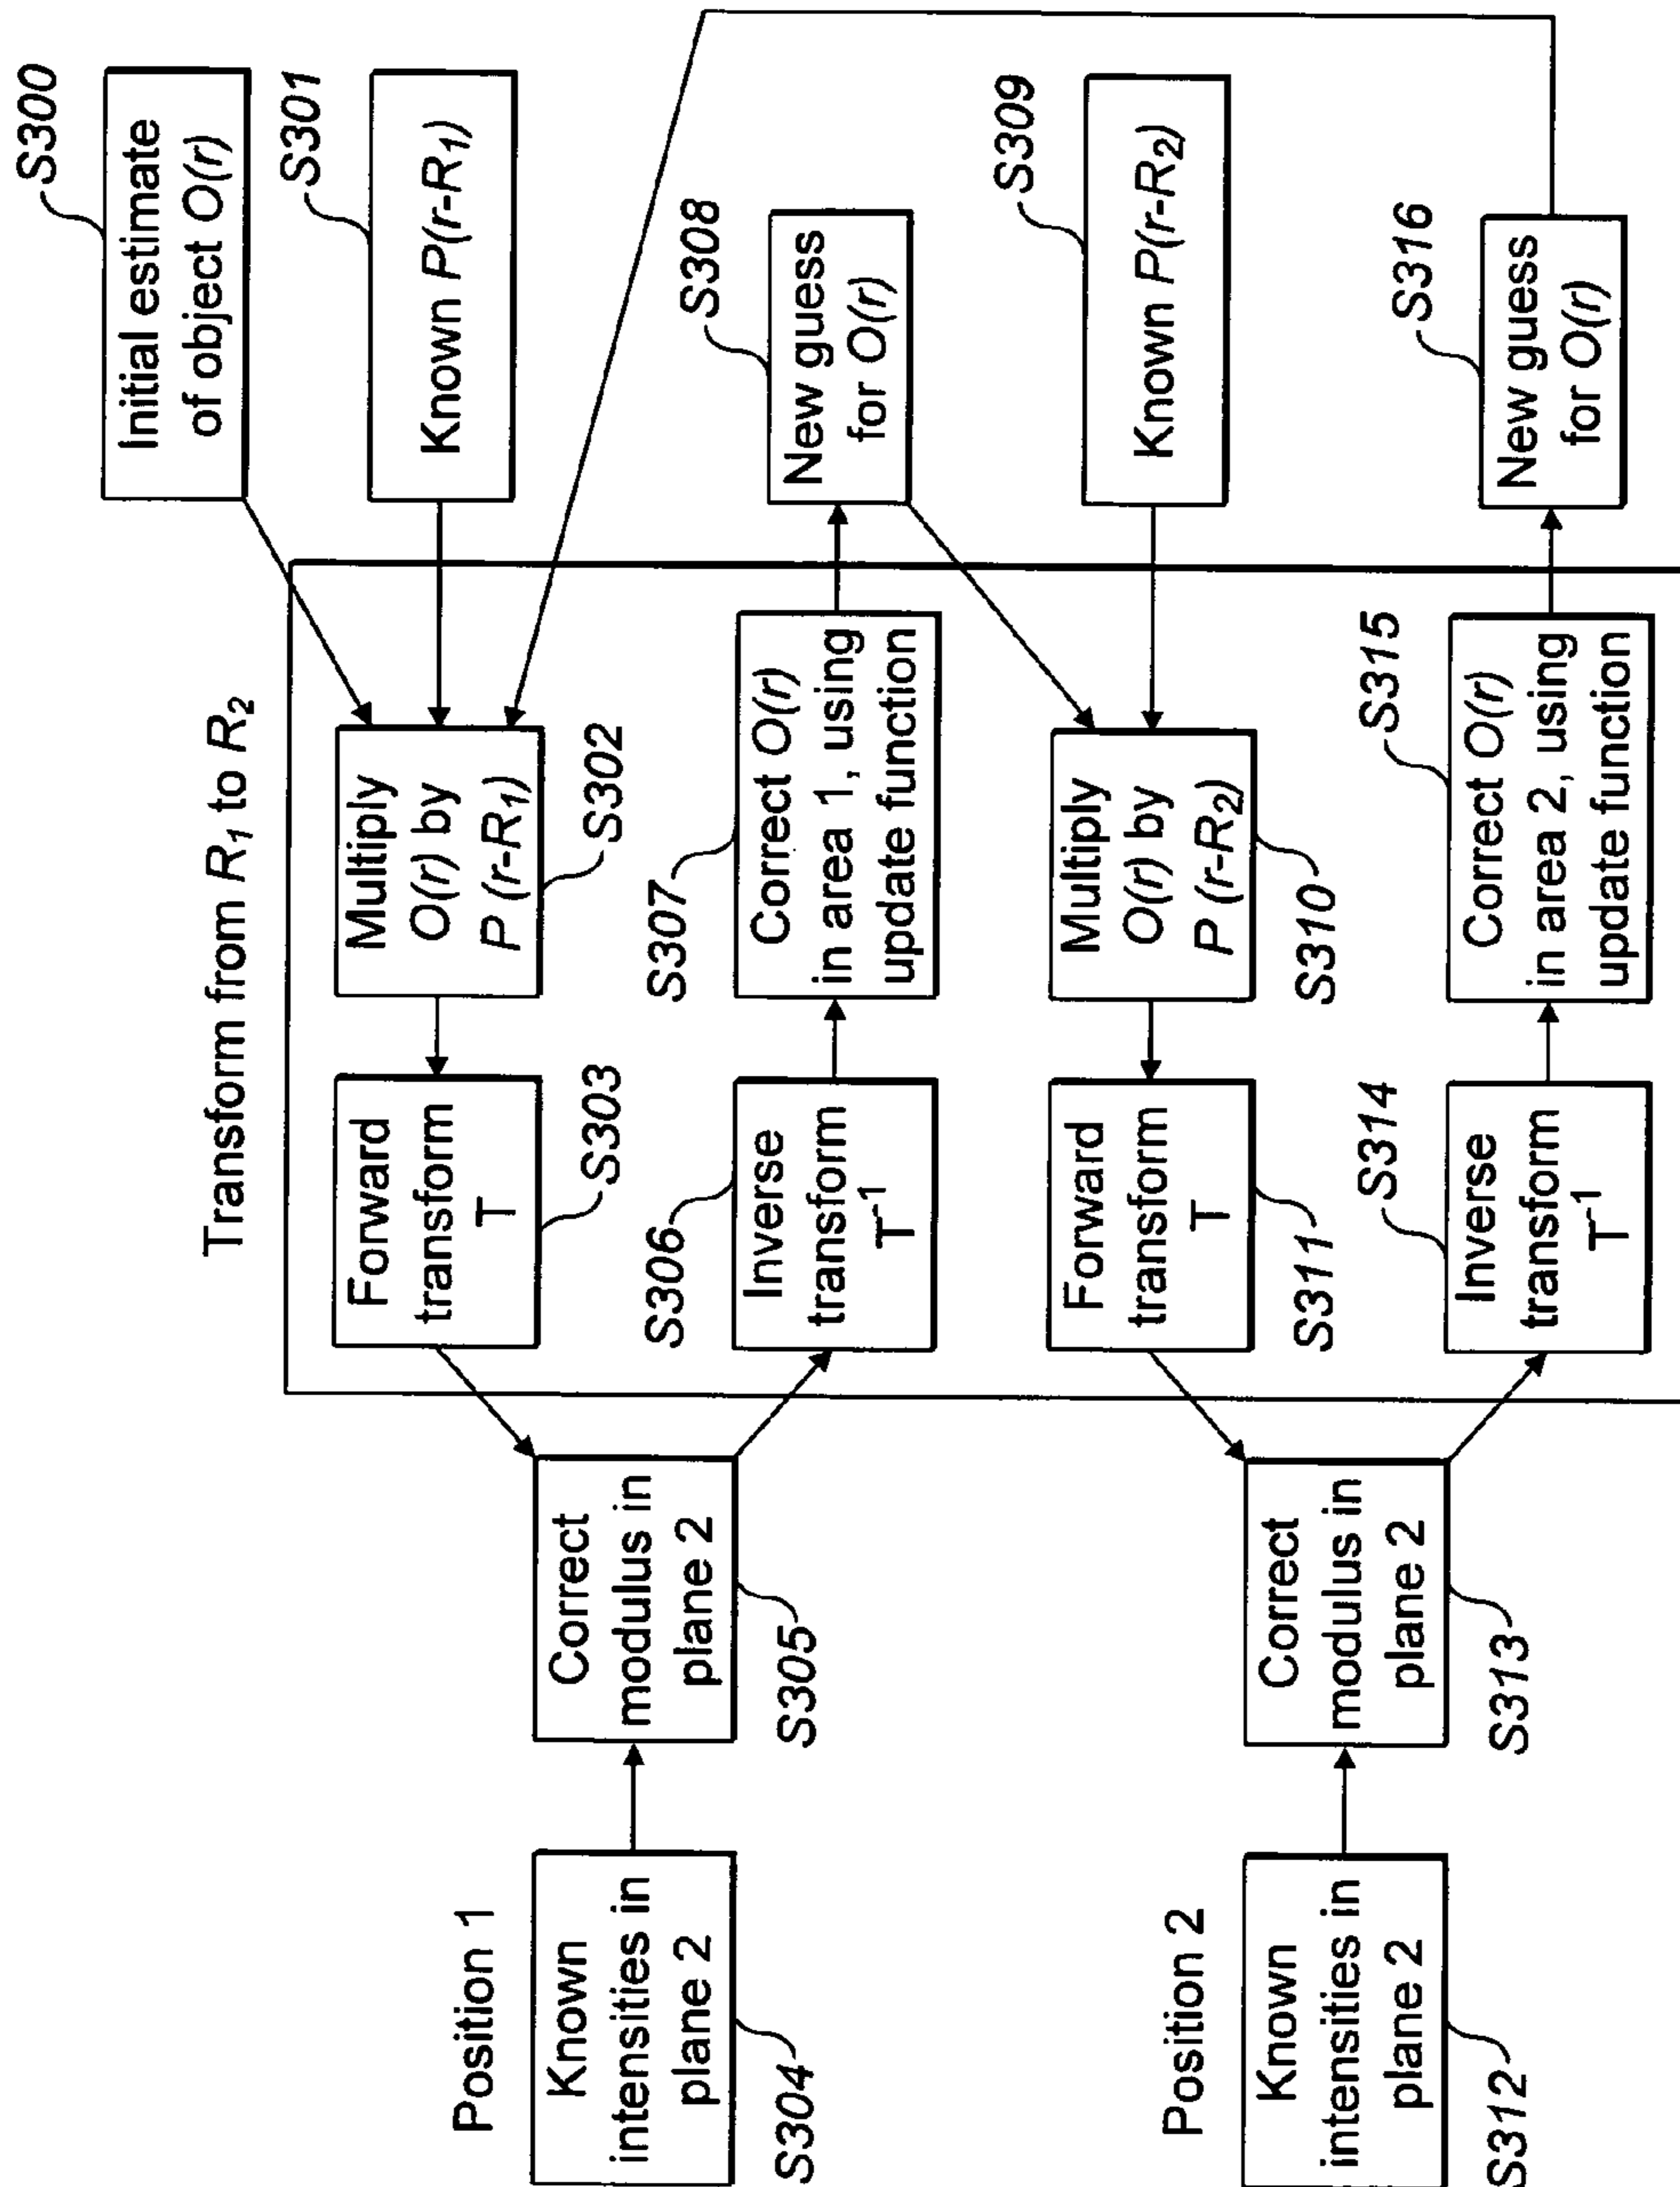 S300
Initial estimate
of object O(r)
S301
Known P(r-R₁)
Transform from R₁ to R₂
Multiply
O(r) by
P (r-R₁)
S302
Forward
transform
T
S303
Position 1
Known
intensities in
plane 2
S304
Correct
modulus in
plane 2
S305
S306
Inverse
transform
T⁻¹
S307
Correct O(r)
in area 1, using
update function
S308
New guess
for O(r)
S309
Known P(r-R₂)
Multiply
O(r) by
P (r-R₂)
S310
Forward
transform
T
S311
Position 2
Known
intensities in
plane 2
S312
Correct
modulus in
plane 2
S313
S314
Inverse
transform
T⁻¹
S315
Correct O(r)
in area 2, using
update function
S316
New guess
for O(r)